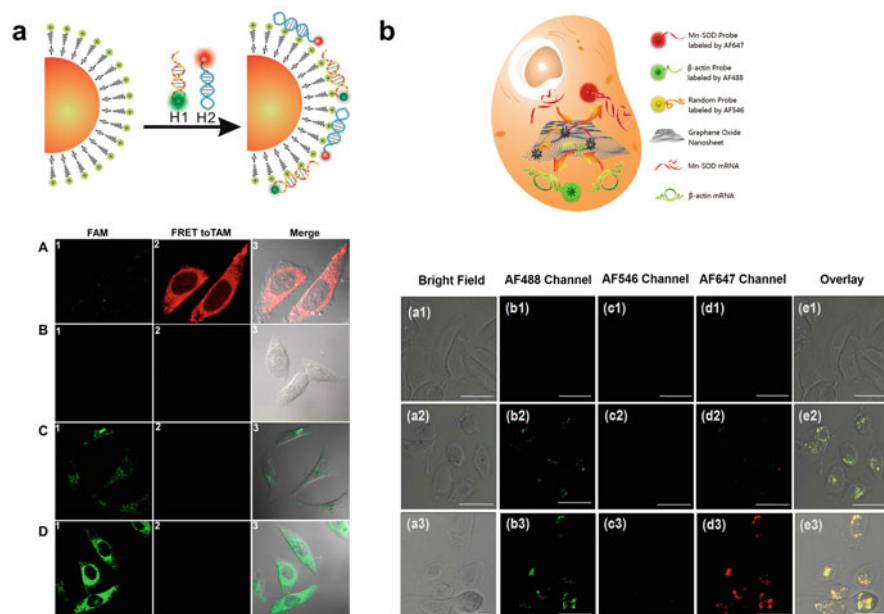 a
H1 H2
b
Mn-SOD Probe
labeled by AF647
β-actin Probe
labeled by AF488
Random Probe
labeled by AF546
Graphene Oxide
Nanosheet
Mn-SOD mRNA
β-actin mRNA
FAM FRET toTAM Merge
A 1 2 3
B 1 2 3
C 1 2 3
D 1 2 3
Bright Field AF488 Channel AF546 Channel AF647 Channel Overlay
(a1) (b1) (c1) (d1) (e1)
(a2) (b2) (c2) (d2) (e2)
(a3) (b3) (c3) (d3) (e3)